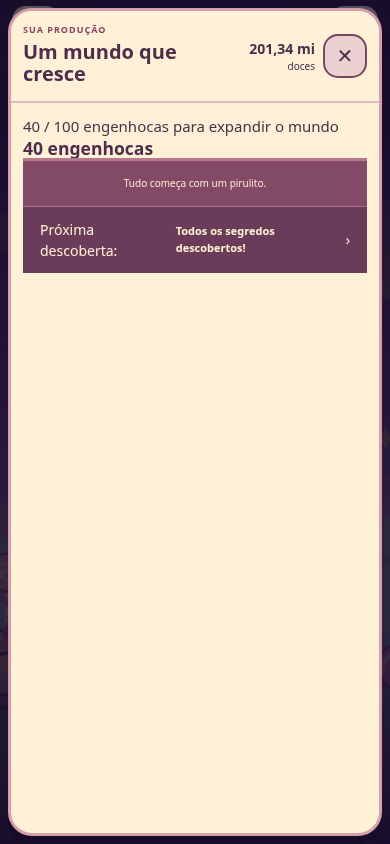 SUA PRODUÇÃO
Um mundo que
cresce
201,34 mi
doces
✕
40 / 100 engenhocas para expandir o mundo
40 engenhocas
Tudo começa com um pirulito.
Próxima
descoberta:
Todos os segredos
descobertos!
›